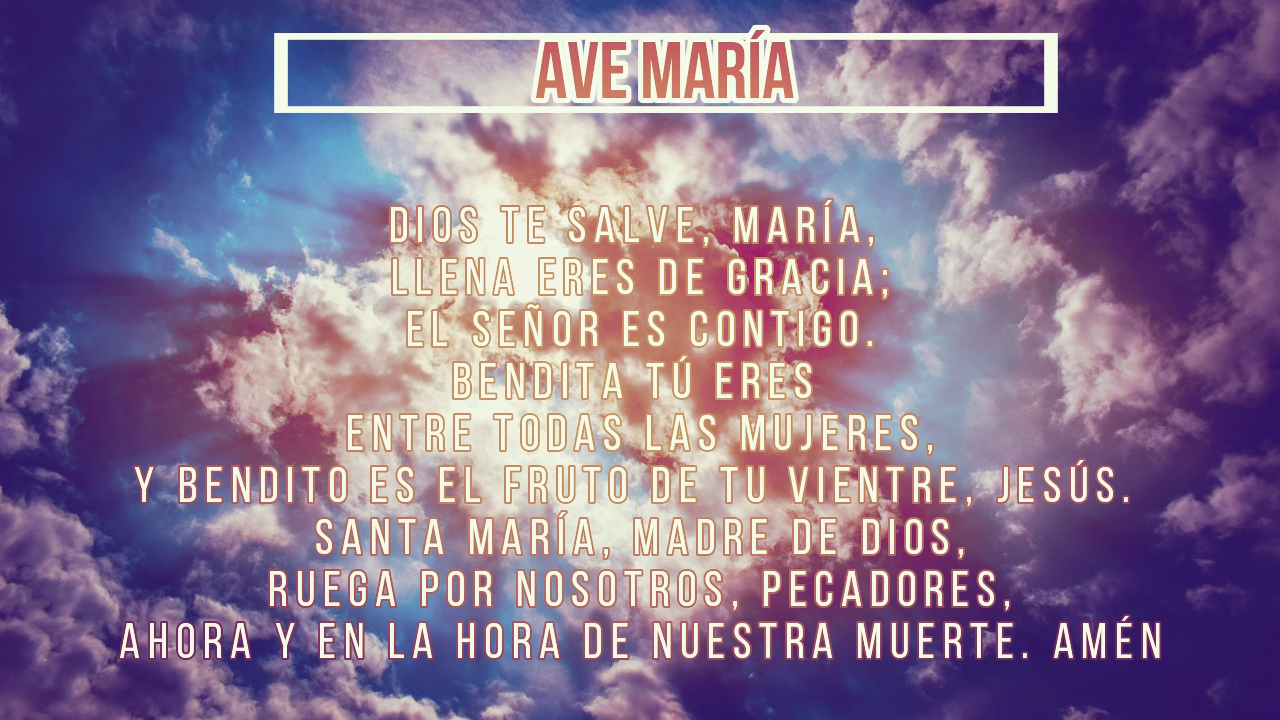 AVE MARÍA
DIOS TE SALVE, MARÍA,
LLENA ERES DE GRACIA;
EL SEÑOR ES CONTIGO.
BENDITA TÚ ERES
ENTRE TODAS LAS MUJERES,
Y BENDITO ES EL FRUTO DE TU VIENTRE, JESÚS.
SANTA MARÍA, MADRE DE DIOS,
RUEGA POR NOSOTROS, PECADORES,
AHORA Y EN LA HORA DE NUESTRA MUERTE. AMÉN